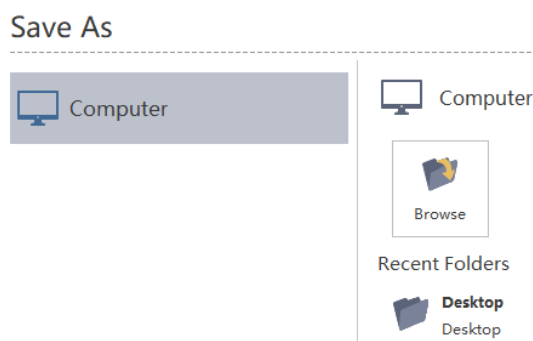 Save As
Computer
Computer
Browse
Recent Folders
Desktop
Desktop